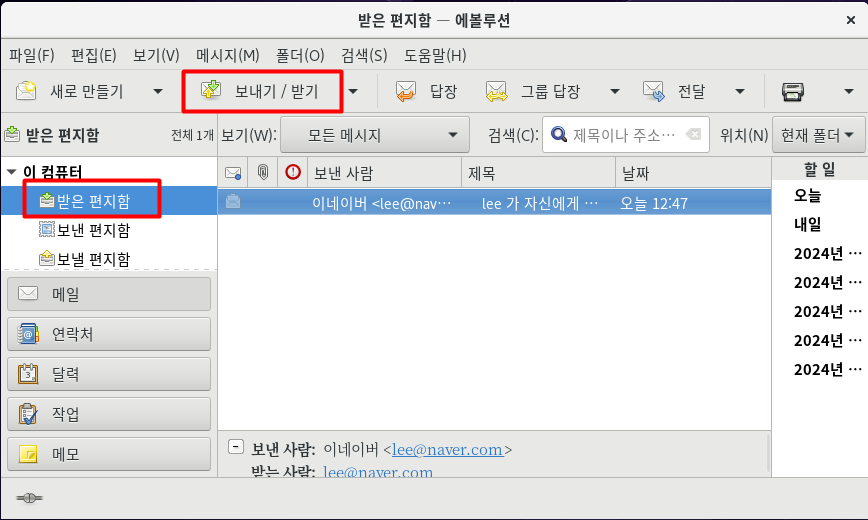 받은 편지함 — 에볼루션
파일(F) 편집(E) 보기(V) 메시지(M) 폴더(O) 검색(S) 도움말(H)
새로 만들기 보내기 / 받기 답장 그룹 답장 전달
받은 편지함 전체 1개 보기(W): 모든 메시지 검색(C): 제목이나 주소… 위치(N) 현재 폴더
이 컴퓨터
받은 편지함
보낸 편지함
보낼 편지함
메일
연락처
달력
작업
메모
보낸 사람 제목 날짜
이네이버 <lee@nav… lee 가 자신에게 … 오늘 12:47
보낸 사람: 이네이버 <lee@naver.com>
받는 사람: lee@naver.com
할 일
오늘
내일
2024년 …
2024년 …
2024년 …
2024년 …
2024년 …